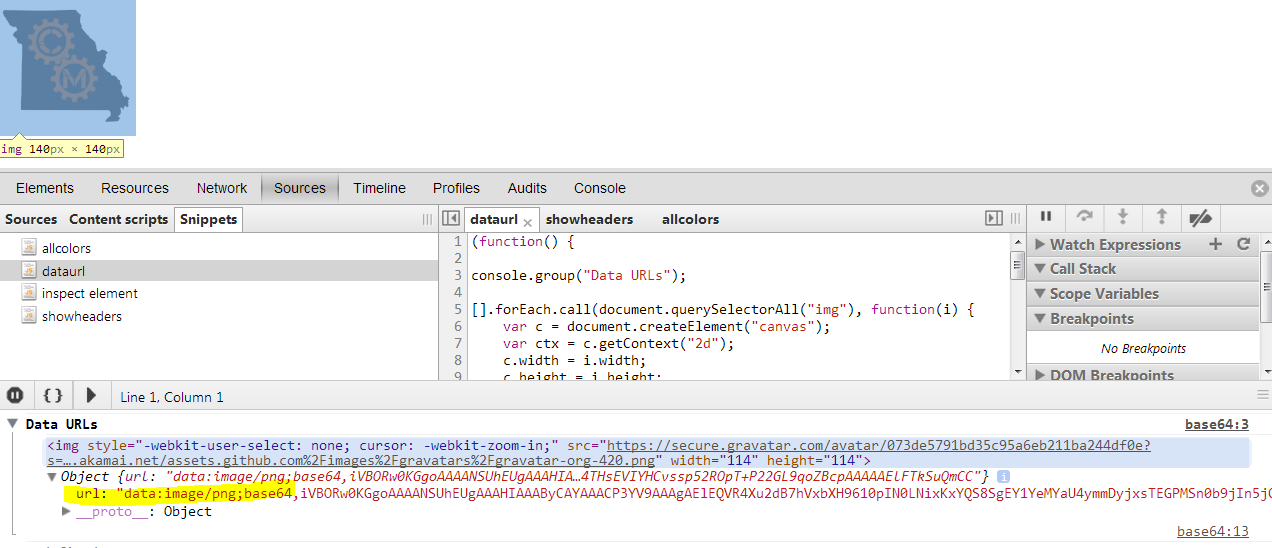 C
M
img 140px × 140px
Elements Resources Network Sources Timeline Profiles Audits Console
Sources Content scripts Snippets
dataurl showheaders allcolors
allcolors
dataurl
inspect element
showheaders
1 (function() {
2
3 console.group("Data URLs");
4
5 [].forEach.call(document.querySelectorAll("img"), function(i) {
6 var c = document.createElement("canvas");
7 var ctx = c.getContext("2d");
8 c.width = i.width;
9 c.height = i.height;
Watch Expressions
Call Stack
Scope Variables
Breakpoints
No Breakpoints
DOM Breakpoints
{} Line 1, Column 1
Data URLs base64:3
<img style="-webkit-user-select: none; cursor: -webkit-zoom-in;" src="https://secure.gravatar.com/avatar/073de5791bd35c95a6eb211ba244df0e?
s=….akamai.net/assets.github.com%2Fimages%2Fgravatars%2Fgravatar-org-420.png" width="114" height="114">
Object {url: "data:image/png;base64,iVBORw0KGgoAAAANSUhEUgAAAHIA…4THsEVIYHCvssp52ROpT+P22GL9qoZBcpAAAAAElFTkSuQmCC"}
url: "data:image/png;base64,iVBORw0KGgoAAAANSUhEUgAAAHIAAAByCAYAAACP3YV9AAAgAElEQVR4Xu2dB7hVxbXH9610pIN0LNixKxYQS8SgEY1YeMYaU4ymmDyjxsTEGPMSn0b9jIn5jC
__proto__: Object
base64:13